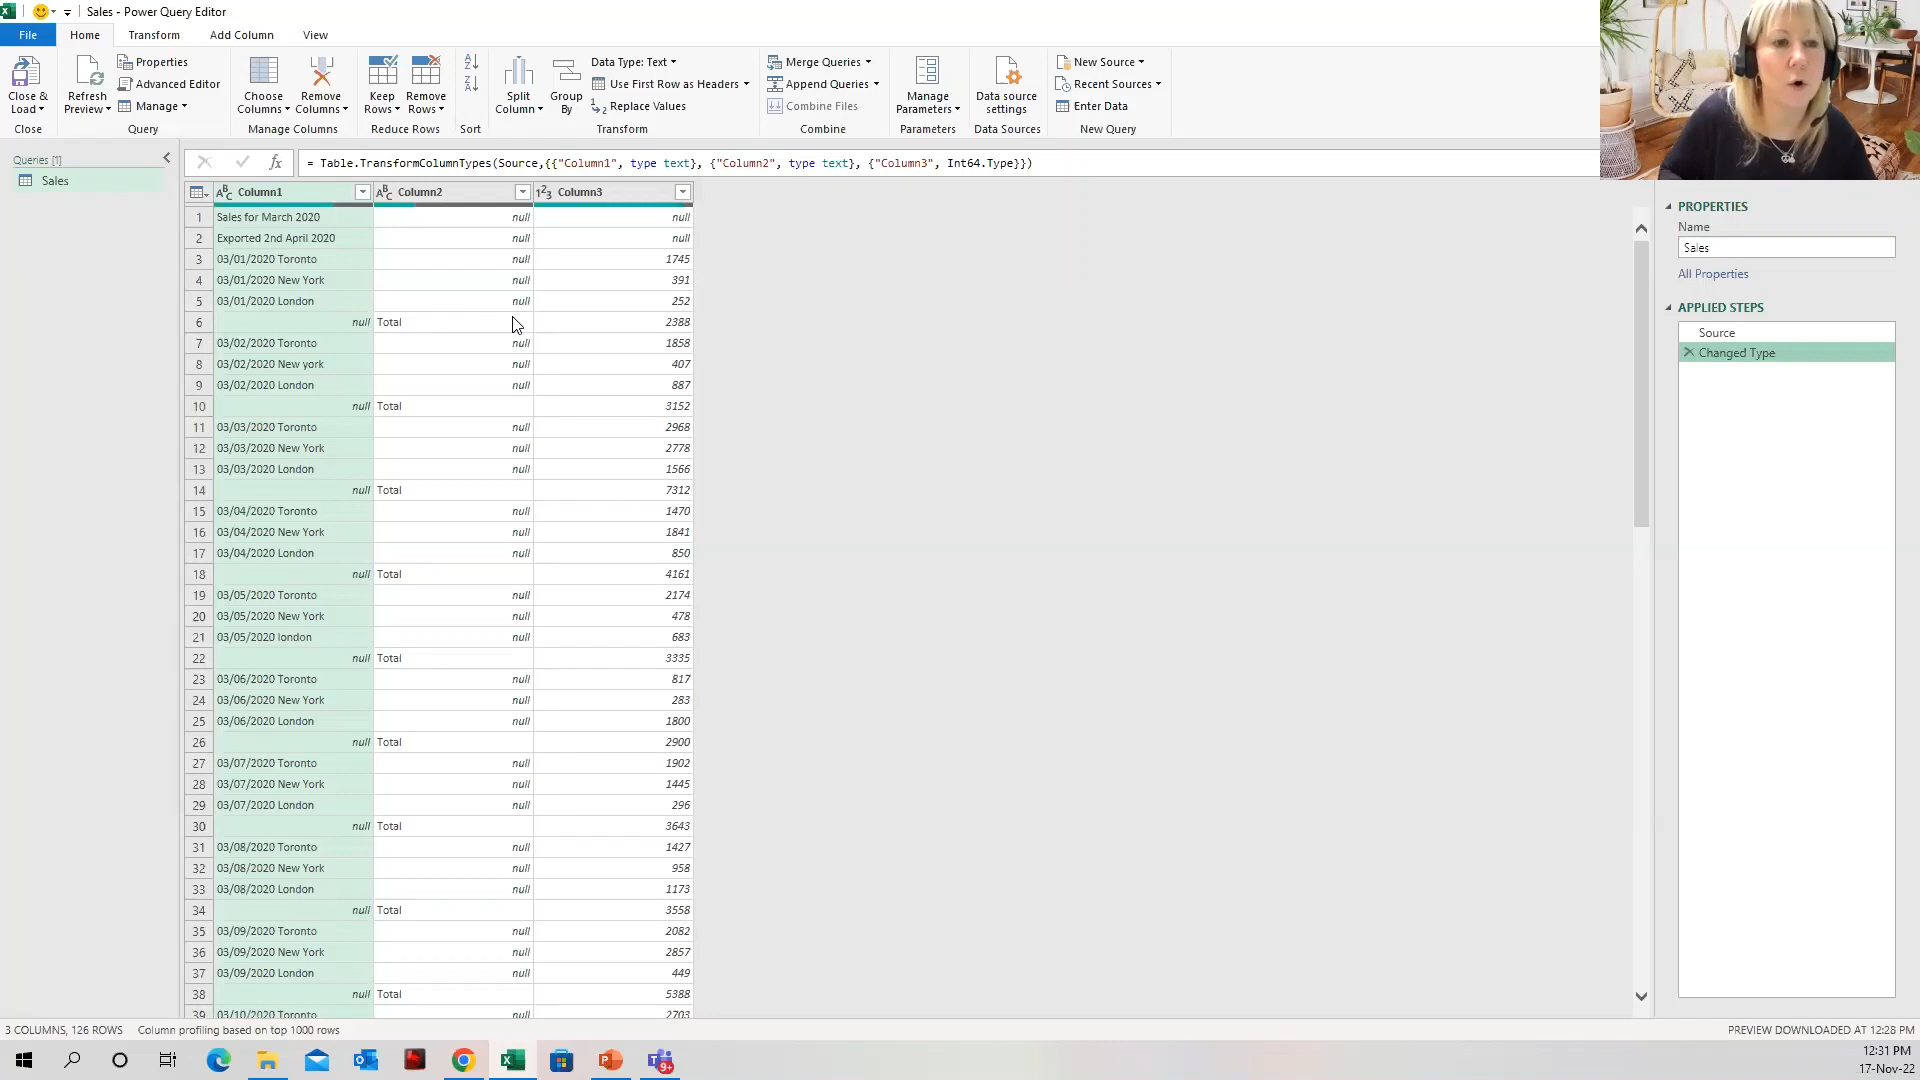 Sales - Power Query Editor
File Home Transform Add Column View
Close & Load Refresh Preview Properties Advanced Editor Manage Choose Columns Remove Columns Keep Rows Remove Rows Split Column Group By Data Type: Text Use First Row as Headers Replace Values Merge Queries Append Queries Combine Files Manage Parameters Data source settings New Source Recent Sources Enter Data
Close Query Manage Columns Reduce Rows Sort Transform Combine Parameters Data Sources New Query
Queries [1]
Sales
fx = Table.TransformColumnTypes(Source,{{"Column1", type text}, {"Column2", type text}, {"Column3", Int64.Type}})
ABC Column1 ABC Column2 123 Column3
1 Sales for March 2020 null null
2 Exported 2nd April 2020 null null
3 03/01/2020 Toronto null 1745
4 03/01/2020 New York null 391
5 03/01/2020 London null 252
6 null Total 2388
7 03/02/2020 Toronto null 1858
8 03/02/2020 New york null 407
9 03/02/2020 London null 887
10 null Total 3152
11 03/03/2020 Toronto null 2968
12 03/03/2020 New York null 2778
13 03/03/2020 London null 1566
14 null Total 7312
15 03/04/2020 Toronto null 1470
16 03/04/2020 New York null 1841
17 03/04/2020 London null 850
18 null Total 4161
19 03/05/2020 Toronto null 2174
20 03/05/2020 New York null 478
21 03/05/2020 london null 683
22 null Total 3335
23 03/06/2020 Toronto null 817
24 03/06/2020 New York null 283
25 03/06/2020 London null 1800
26 null Total 2900
27 03/07/2020 Toronto null 1902
28 03/07/2020 New York null 1445
29 03/07/2020 London null 296
30 null Total 3643
31 03/08/2020 Toronto null 1427
32 03/08/2020 New York null 958
33 03/08/2020 London null 1173
34 null Total 3558
35 03/09/2020 Toronto null 2082
36 03/09/2020 New York null 2857
37 03/09/2020 London null 449
38 null Total 5388
39 03/10/2020 Toronto null 2703
PROPERTIES
Name
Sales
All Properties
APPLIED STEPS
Source
Changed Type
3 COLUMNS, 126 ROWS Column profiling based on top 1000 rows
PREVIEW DOWNLOADED AT 12:28 PM
9+
12:31 PM
17-Nov-22